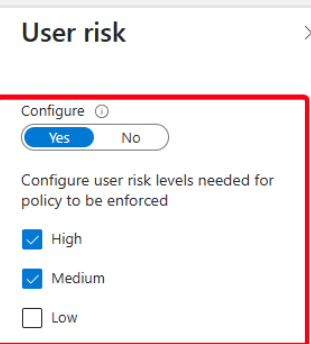 User risk
Configure
Yes No
Configure user risk levels needed for
policy to be enforced
High
Medium
Low